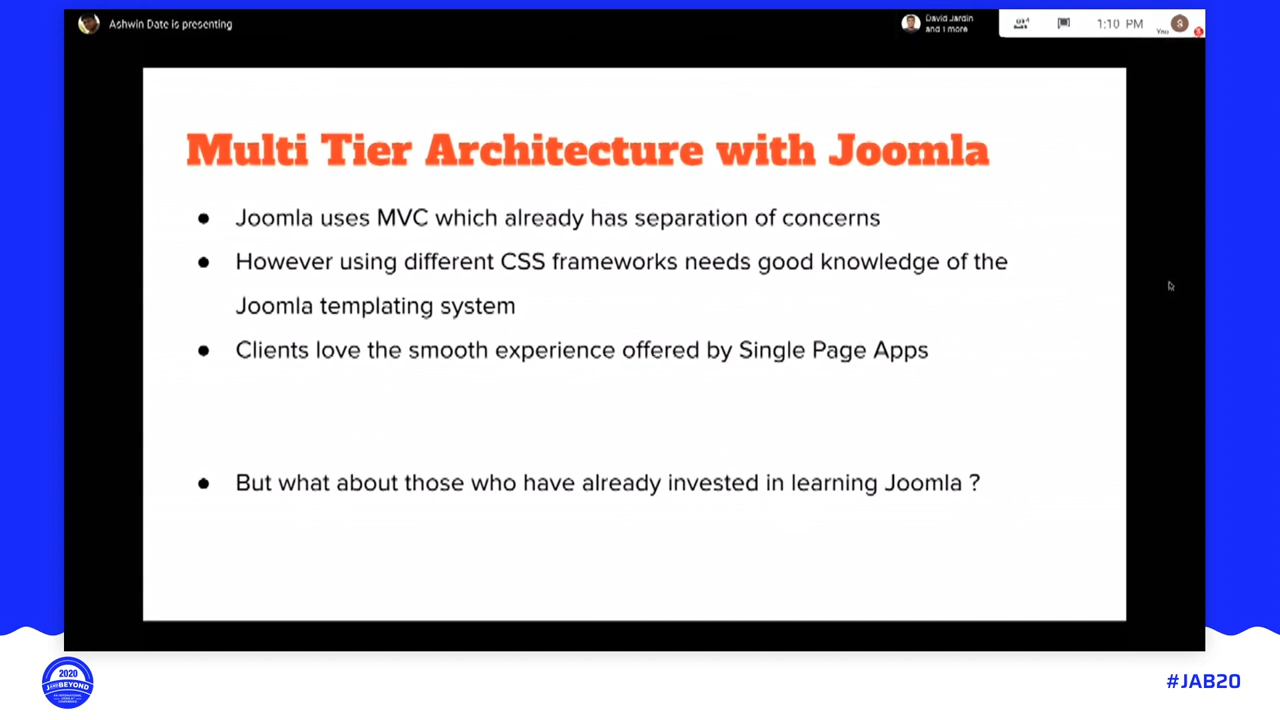 Ashwin Date is presenting
David Jardin
and 1 more
1:10 PM
You
S
Multi Tier Architecture with Joomla
● Joomla uses MVC which already has separation of concerns
● However using different CSS frameworks needs good knowledge of the
Joomla templating system
● Clients love the smooth experience offered by Single Page Apps
● But what about those who have already invested in learning Joomla ?
2020
BEYOND
#JAB20